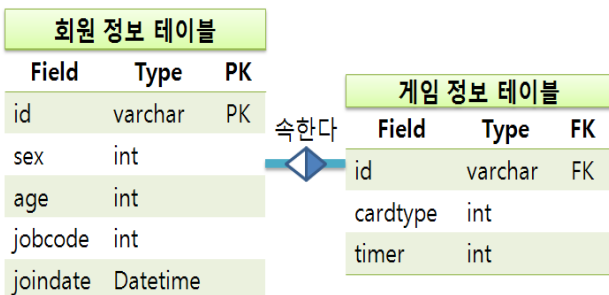 회원 정보 테이블
Field Type PK
id varchar PK
sex int
age int
jobcode int
joindate Datetime
속한다
게임 정보 테이블
Field Type FK
id varchar FK
cardtype int
timer int